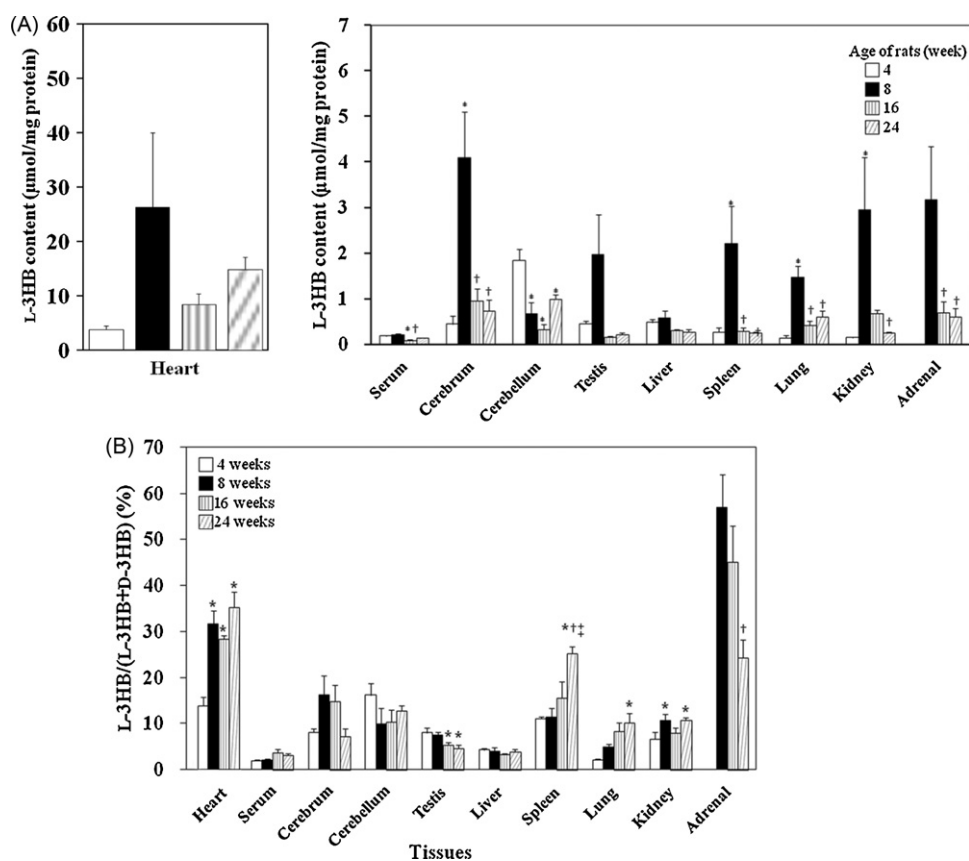 (A)
L-3HB content (μmol/mg protein)
60
50
40
30
20
10
0
Heart
L-3HB content (μmol/mg protein)
7
6
5
4
3
2
1
0
Age of rats (week)
4
8
16
24
*† * † † * * * * † † * † † * † † †
Serum Cerebrum Cerebellum Testis Liver Spleen Lung Kidney Adrenal
(B)
L-3HB/(L-3HB+D-3HB) (%)
70
60
50
40
30
20
10
0
4 weeks
8 weeks
16 weeks
24 weeks
* * * * * *†‡ * * * †
Heart Serum Cerebrum Cerebellum Testis Liver Spleen Lung Kidney Adrenal
Tissues